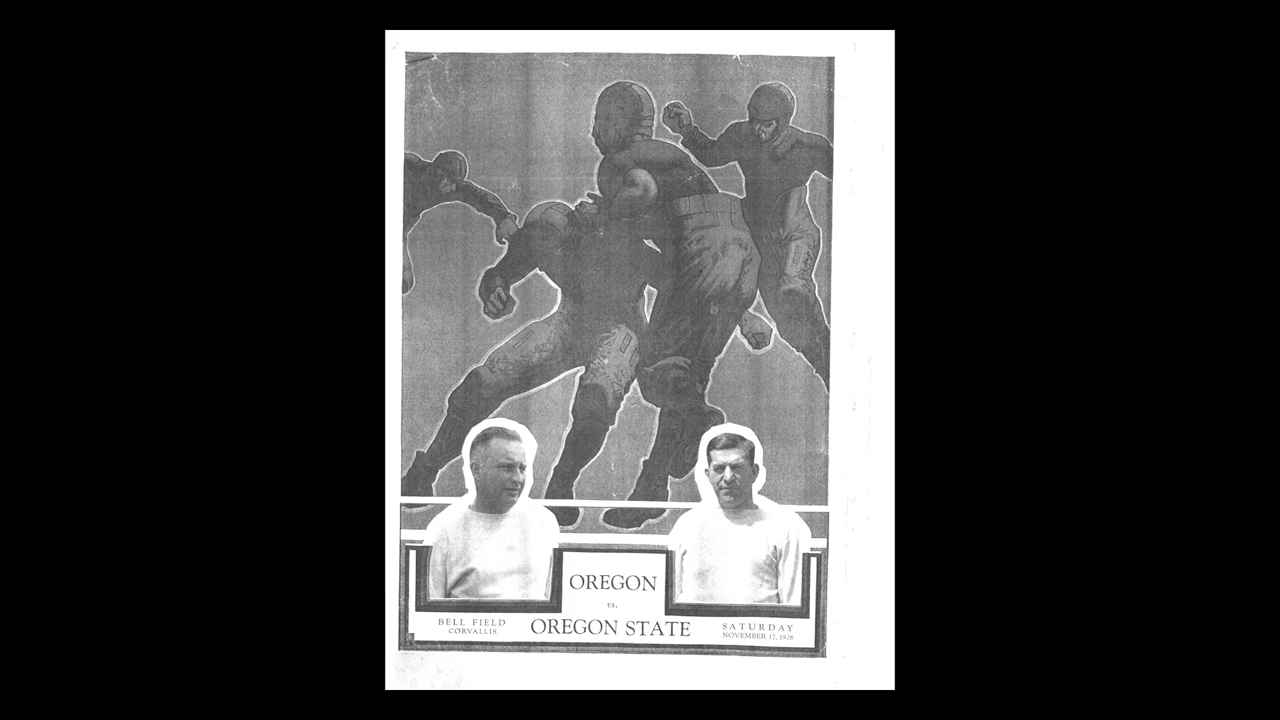 OREGON
vs.
OREGON STATE
BELL FIELD
CORVALLIS
SATURDAY
NOVEMBER 17, 1928